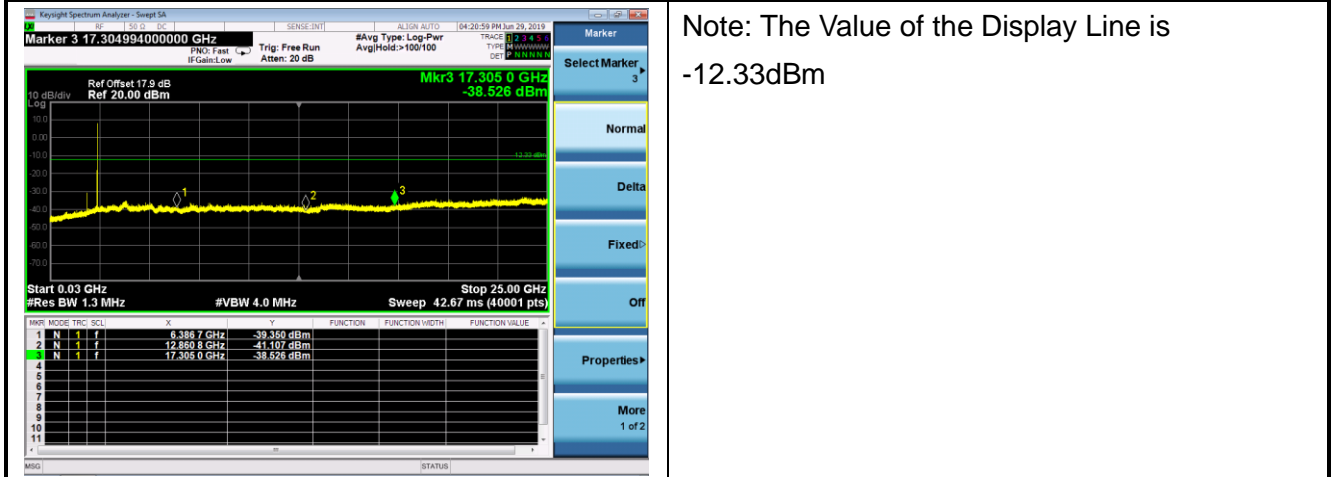 Keysight Spectrum Analyzer - Swept SA
RF 50 Ω DC SENSE:INT ALIGN AUTO 04:20:59 PM Jun 29, 2019
Marker 3 17.304994000000 GHz
PNO: Fast
IFGain:Low
Trig: Free Run
Atten: 20 dB
#Avg Type: Log-Pwr
Avg|Hold:>100/100
TRACE 1 2 3 4 5 6
TYPE M WWWWW
DET P N N N N N
Ref Offset 17.9 dB
10 dB/div Ref 20.00 dBm
Log
Mkr3 17.305 0 GHz
-38.526 dBm
10.0
0.00
-10.0
-12.33 dBm
-20.0
-30.0
-40.0
-50.0
-60.0
-70.0
1
2
3
Start 0.03 GHz Stop 25.00 GHz
#Res BW 1.3 MHz #VBW 4.0 MHz Sweep 42.67 ms (40001 pts)
MKR MODE TRC SCL X Y FUNCTION FUNCTION WIDTH FUNCTION VALUE
1 N 1 f 6.386 7 GHz -39.350 dBm
2 N 1 f 12.860 8 GHz -41.107 dBm
3 N 1 f 17.305 0 GHz -38.526 dBm
4
5
6
7
8
9
10
11
MSG STATUS
Marker
Select Marker
3
Normal
Delta
Fixed
Off
Properties
More
1 of 2
Note: The Value of the Display Line is
-12.33dBm